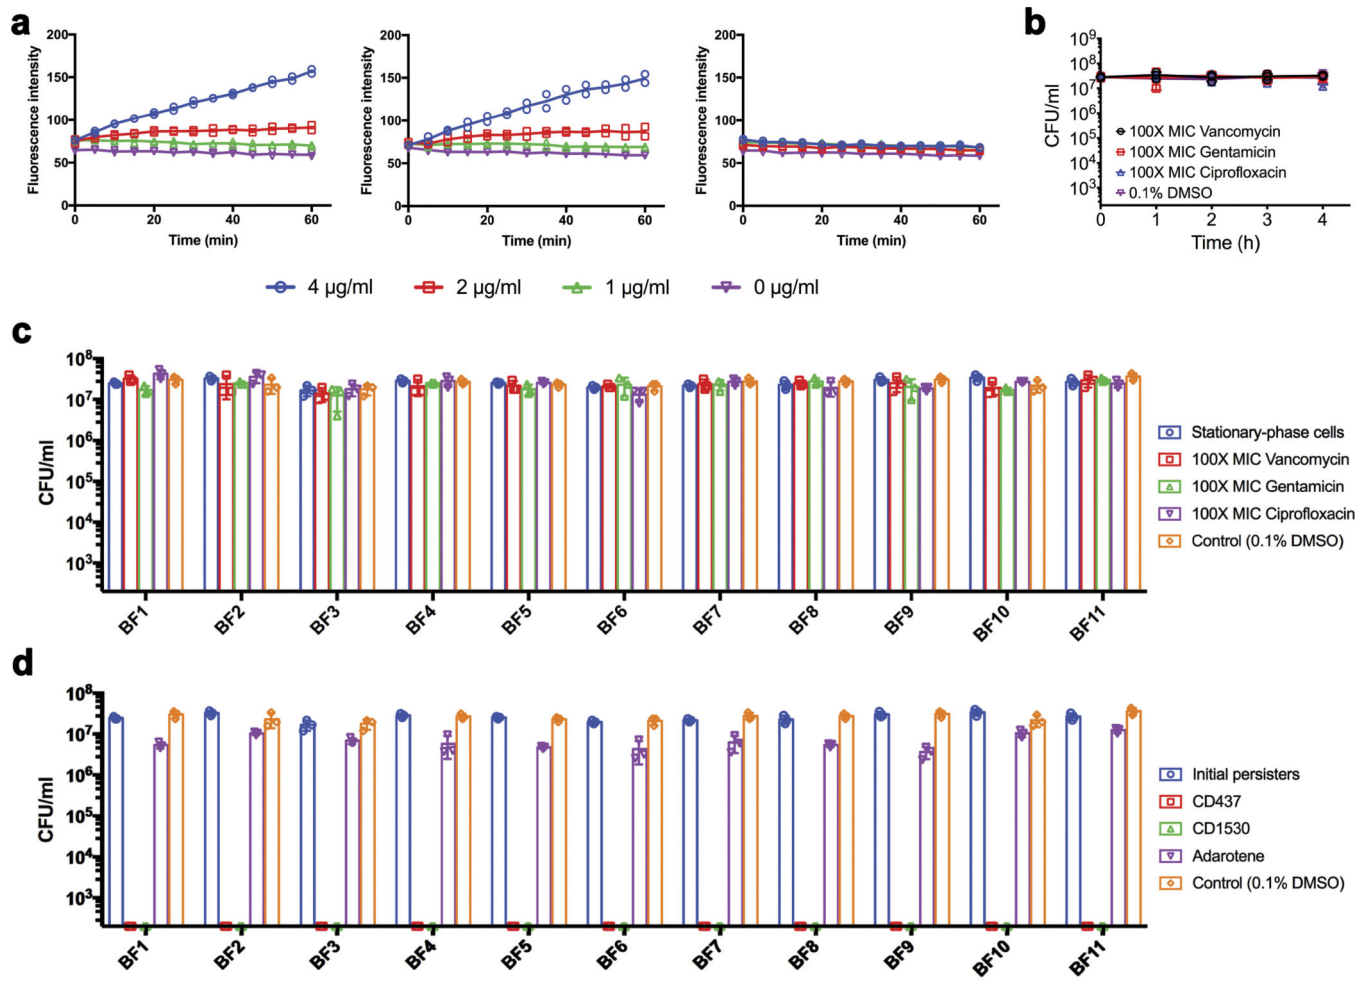 a
200
150
100
50
0
Fluorescence intensity
0 20 40 60
Time (min)
200
150
100
50
0
Fluorescence intensity
0 20 40 60
Time (min)
200
150
100
50
0
Fluorescence intensity
0 20 40 60
Time (min)
4 µg/ml 2 µg/ml 1 µg/ml 0 µg/ml
b
10⁹
10⁸
10⁷
10⁶
10⁵
10⁴
10³
CFU/ml
100X MIC Vancomycin
100X MIC Gentamicin
100X MIC Ciprofloxacin
0.1% DMSO
0 1 2 3 4
Time (h)
c
10⁸
10⁷
10⁶
10⁵
10⁴
10³
CFU/ml
BF1 BF2 BF3 BF4 BF5 BF6 BF7 BF8 BF9 BF10 BF11
Stationary-phase cells
100X MIC Vancomycin
100X MIC Gentamicin
100X MIC Ciprofloxacin
Control (0.1% DMSO)
d
10⁸
10⁷
10⁶
10⁵
10⁴
10³
CFU/ml
BF1 BF2 BF3 BF4 BF5 BF6 BF7 BF8 BF9 BF10 BF11
Initial persisters
CD437
CD1530
Adarotene
Control (0.1% DMSO)